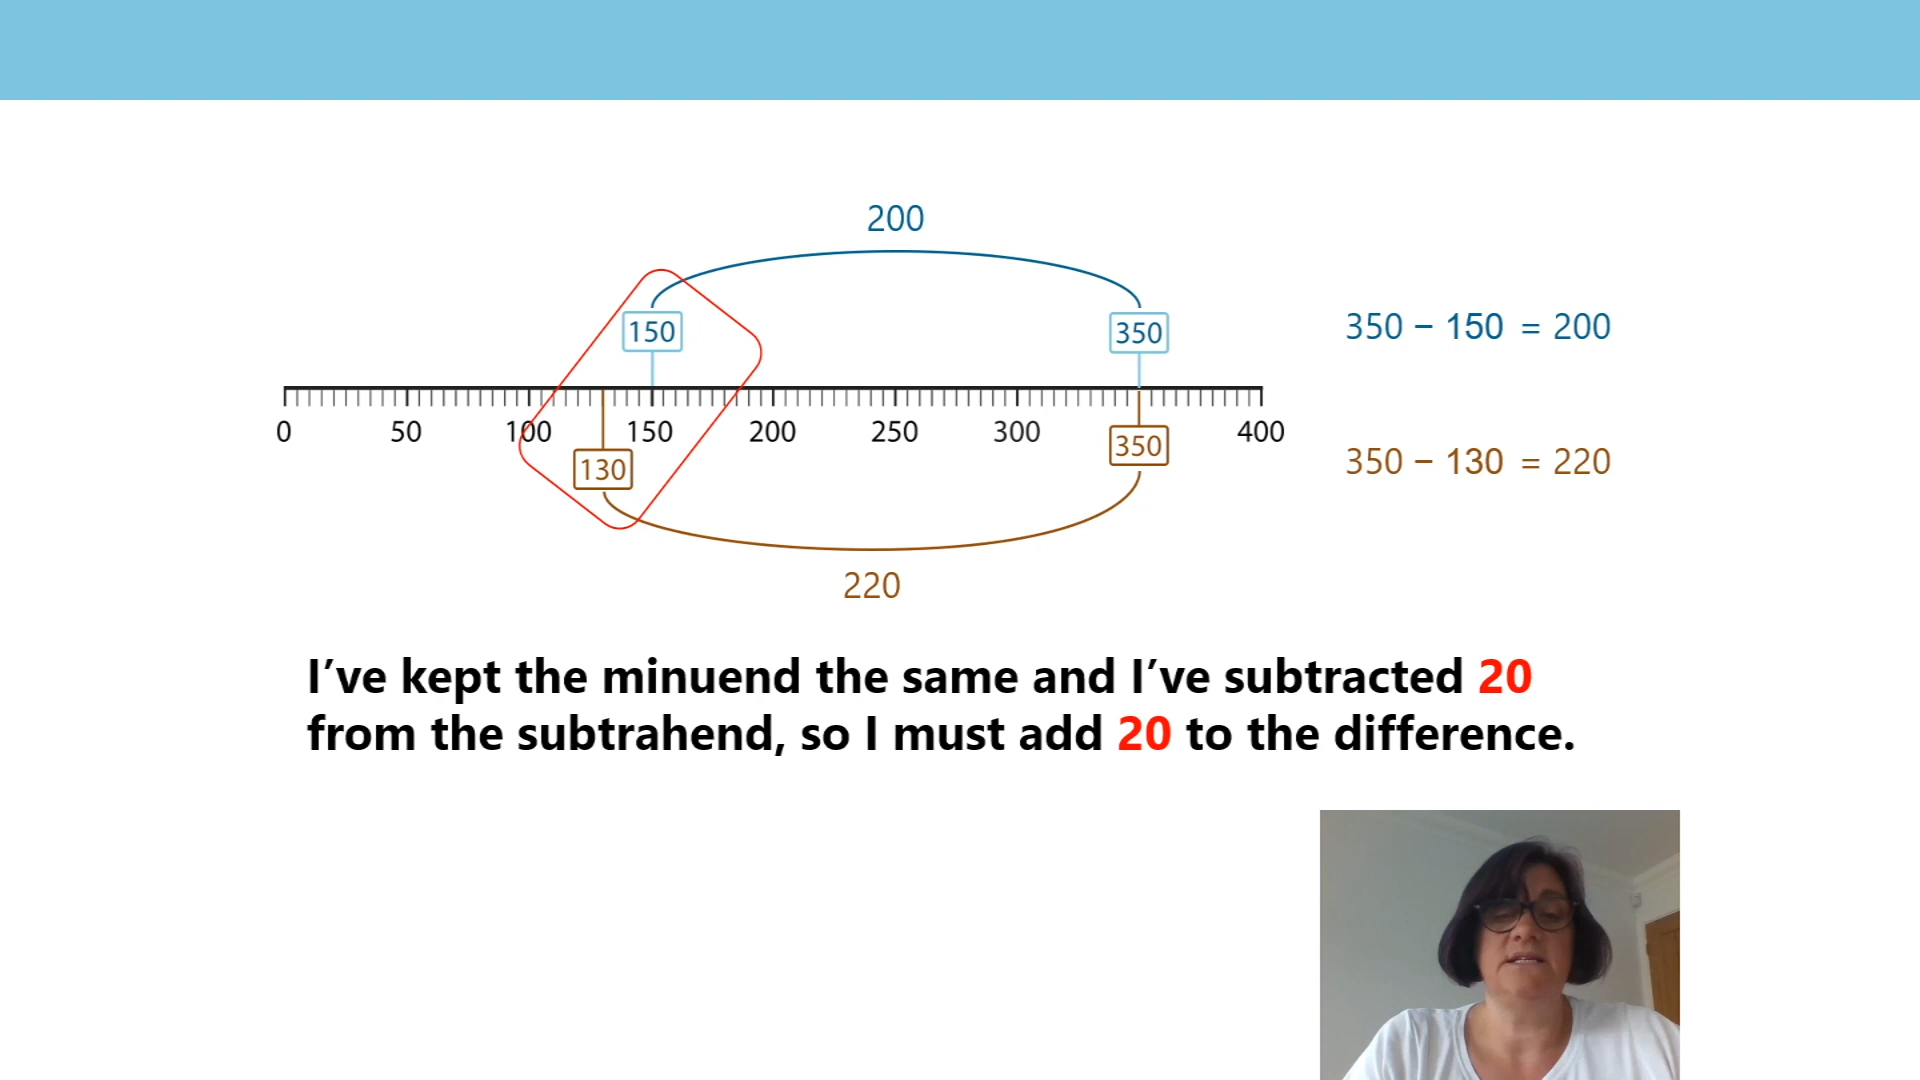 200
150
350
350 − 150 = 200
0 50 100 150 200 250 300 400
130
350
350 − 130 = 220
220
I’ve kept the minuend the same and I’ve subtracted 20
from the subtrahend, so I must add 20 to the difference.